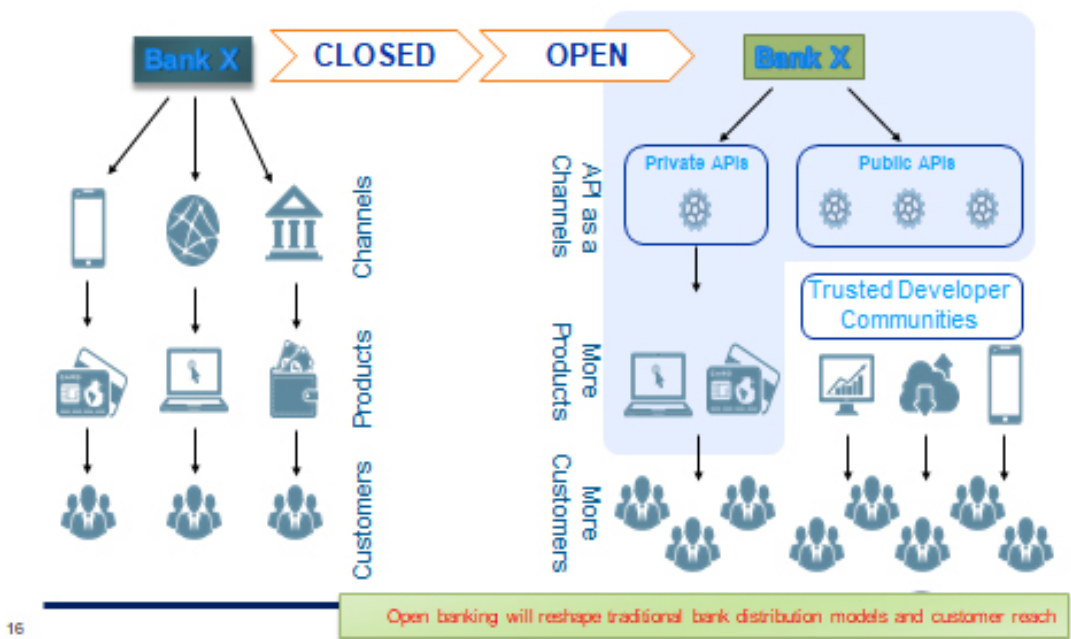 Bank X
CLOSED
OPEN
Bank X
Channels
Products
Customers
API as a
Channels
More
Products
More
Customers
Private APIs
Public APIs
Trusted Developer
Communities
Open banking will reshape traditional bank distribution models and customer reach
16